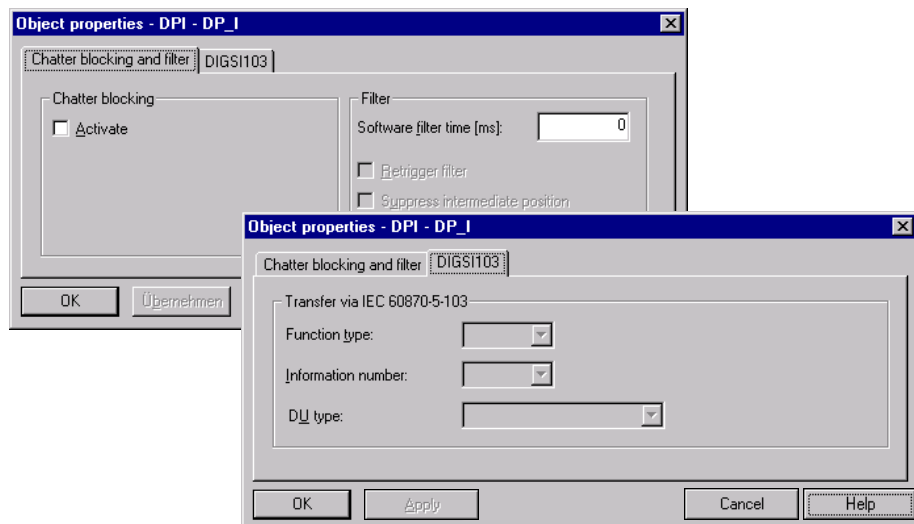 Object properties - DPI - DP_I
Chatter blocking and filter DIGSI103
Chatter blocking
Activate
Filter
Software filter time [ms]: 0
Retrigger filter
Suppress intermediate position
OK Übernehmen
Object properties - DPI - DP_I
Chatter blocking and filter DIGSI103
Transfer via IEC 60870-5-103
Function type:
Information number:
DU type:
OK Apply Cancel Help